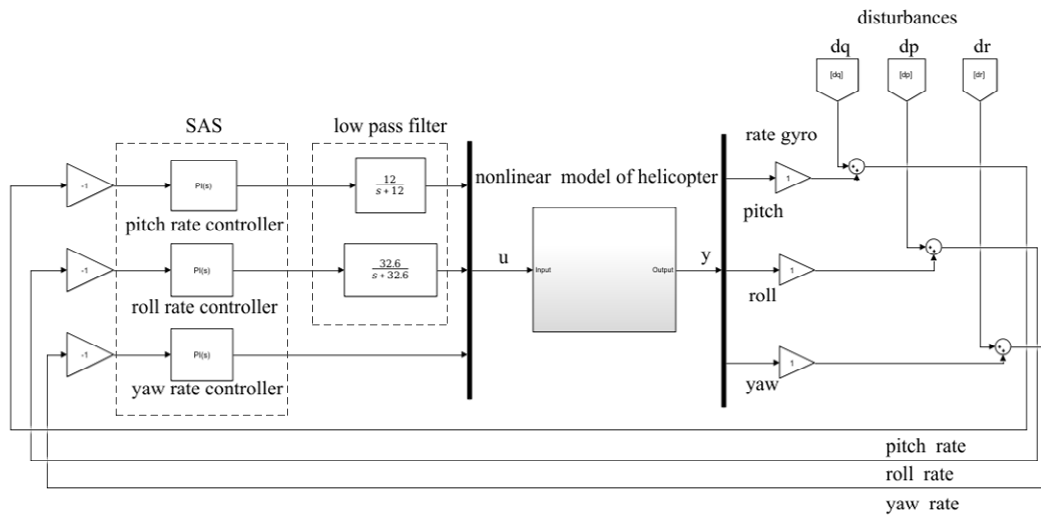 disturbances
dq dp dr
[dq] [dp] [dr]
SAS low pass filter
rate gyro
-1 PI(s) 12 / s + 12 nonlinear model of helicopter 1
pitch rate controller pitch
-1 PI(s) 32.6 / s + 32.6 u Input Output y 1
roll rate controller roll
-1 PI(s) 1
yaw rate controller yaw
pitch rate
roll rate
yaw rate